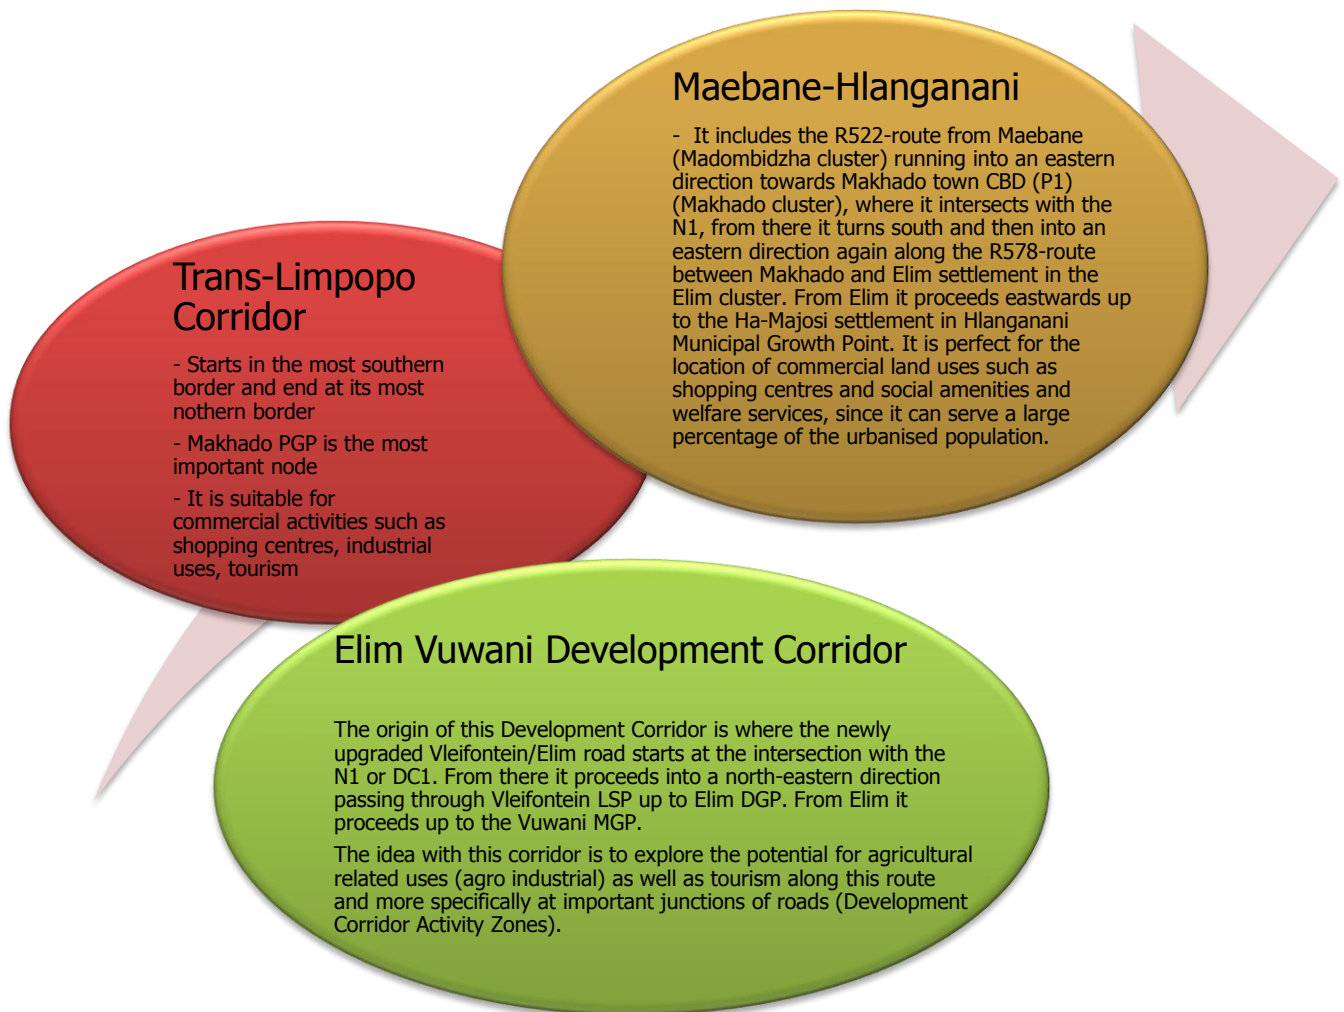 Trans-Limpopo
Corridor
- Starts in the most southern
border and end at its most
nothern border
- Makhado PGP is the most
important node
- It is suitable for
commercial activities such as
shopping centres, industrial
uses, tourism
Maebane-Hlanganani
- It includes the R522-route from Maebane
(Madombidzha cluster) running into an eastern
direction towards Makhado town CBD (P1)
(Makhado cluster), where it intersects with the
N1, from there it turns south and then into an
eastern direction again along the R578-route
between Makhado and Elim settlement in the
Elim cluster. From Elim it proceeds eastwards up
to the Ha-Majosi settlement in Hlanganani
Municipal Growth Point. It is perfect for the
location of commercial land uses such as
shopping centres and social amenities and
welfare services, since it can serve a large
percentage of the urbanised population.
Elim Vuwani Development Corridor
The origin of this Development Corridor is where the newly
upgraded Vleifontein/Elim road starts at the intersection with the
N1 or DC1. From there it proceeds into a north-eastern direction
passing through Vleifontein LSP up to Elim DGP. From Elim it
proceeds up to the Vuwani MGP.
The idea with this corridor is to explore the potential for agricultural
related uses (agro industrial) as well as tourism along this route
and more specifically at important junctions of roads (Development
Corridor Activity Zones).